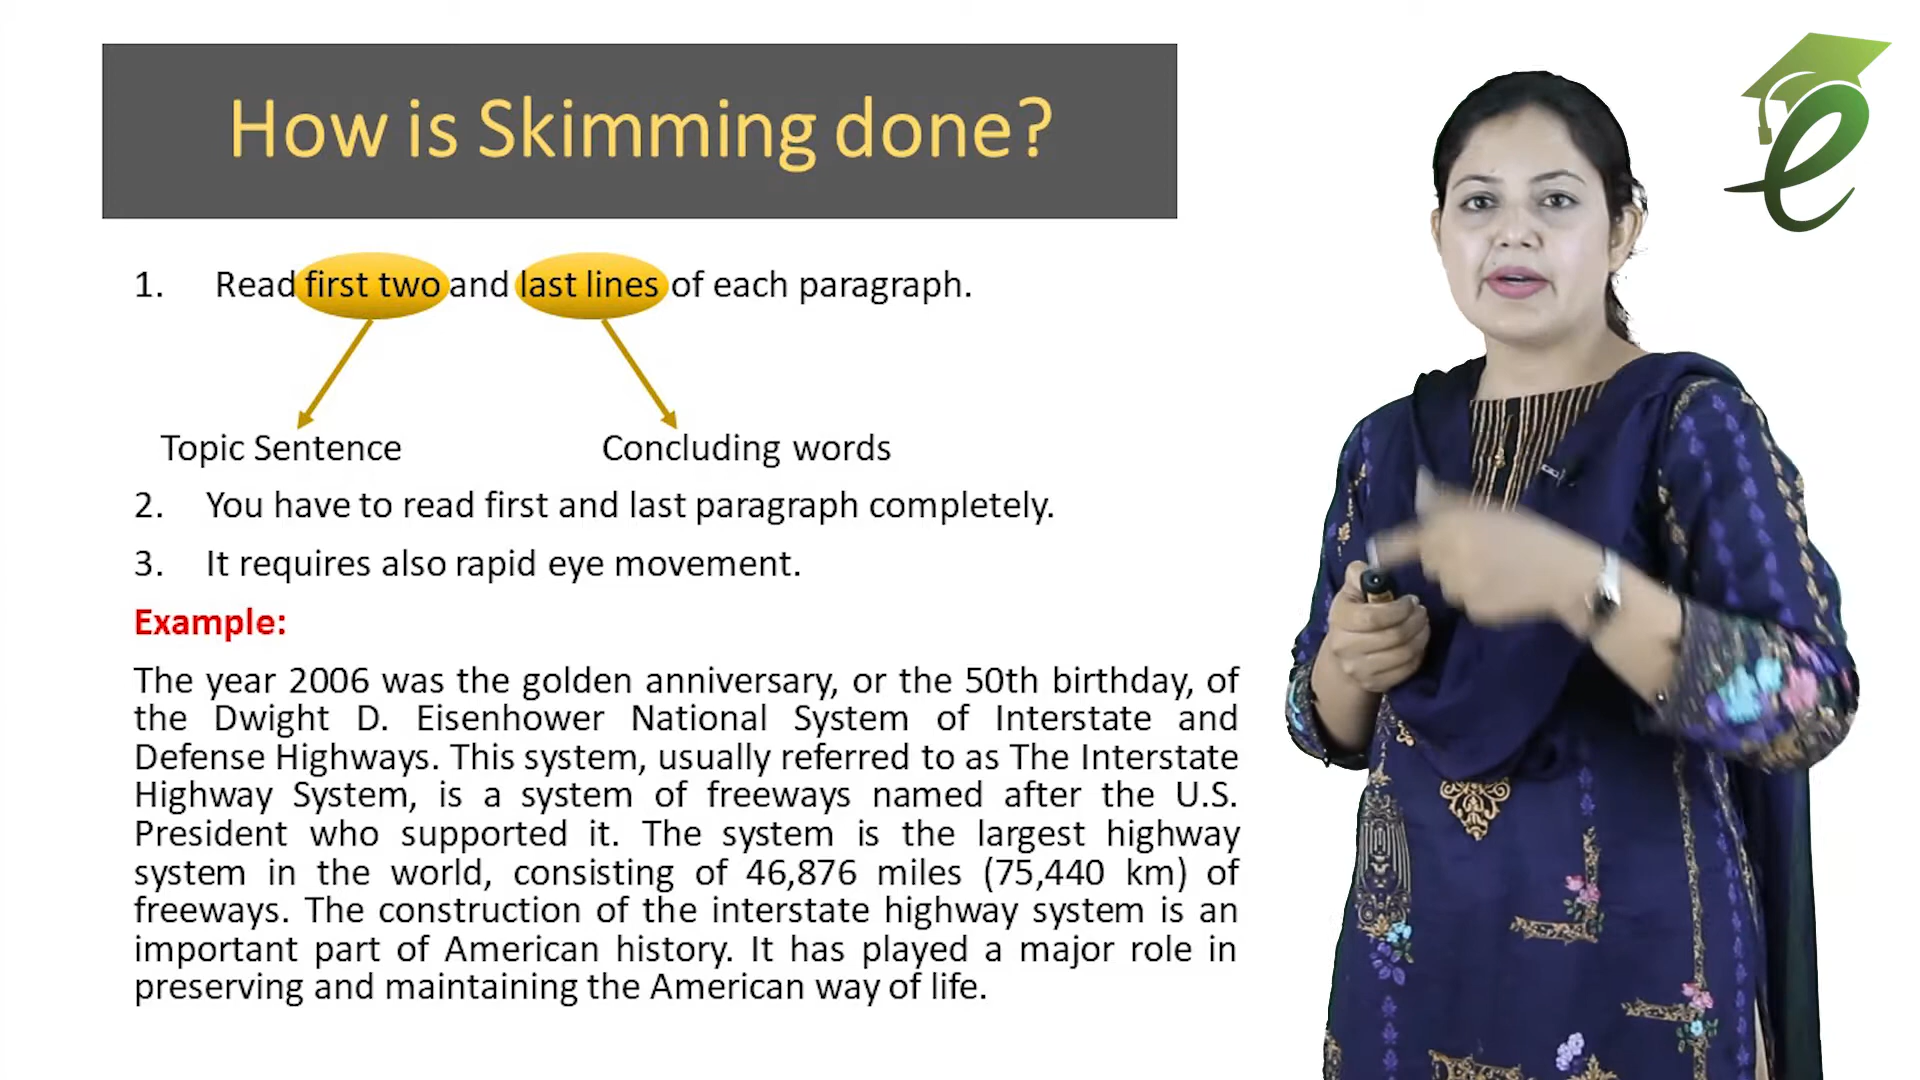 How is Skimming done?
1. Read first two and last lines of each paragraph.
Topic Sentence Concluding words
2. You have to read first and last paragraph completely.
3. It requires also rapid eye movement.
Example:
The year 2006 was the golden anniversary, or the 50th birthday, of
the Dwight D. Eisenhower National System of Interstate and
Defense Highways. This system, usually referred to as The Interstate
Highway System, is a system of freeways named after the U.S.
President who supported it. The system is the largest highway
system in the world, consisting of 46,876 miles (75,440 km) of
freeways. The construction of the interstate highway system is an
important part of American history. It has played a major role in
preserving and maintaining the American way of life.
e